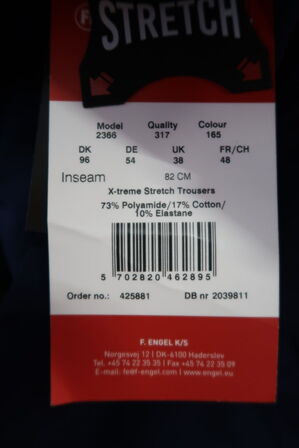 F.
STRETCH
Model Quality Colour
2366 317 165
DK DE UK FR/CH
96 54 38 48
Inseam 82 CM
X-treme Stretch Trousers
73% Polyamide/17% Cotton/
10% Elastane
5 702820 462895
Order no.: 425881 DB nr 2039811
F. ENGEL K/S
Norgesvej 12 | DK-6100 Haderslev
Tel. +45 74 22 35 35 | Fax +45 74 22 35 09
E-mail: fe@f-engel.com | www.engel.eu